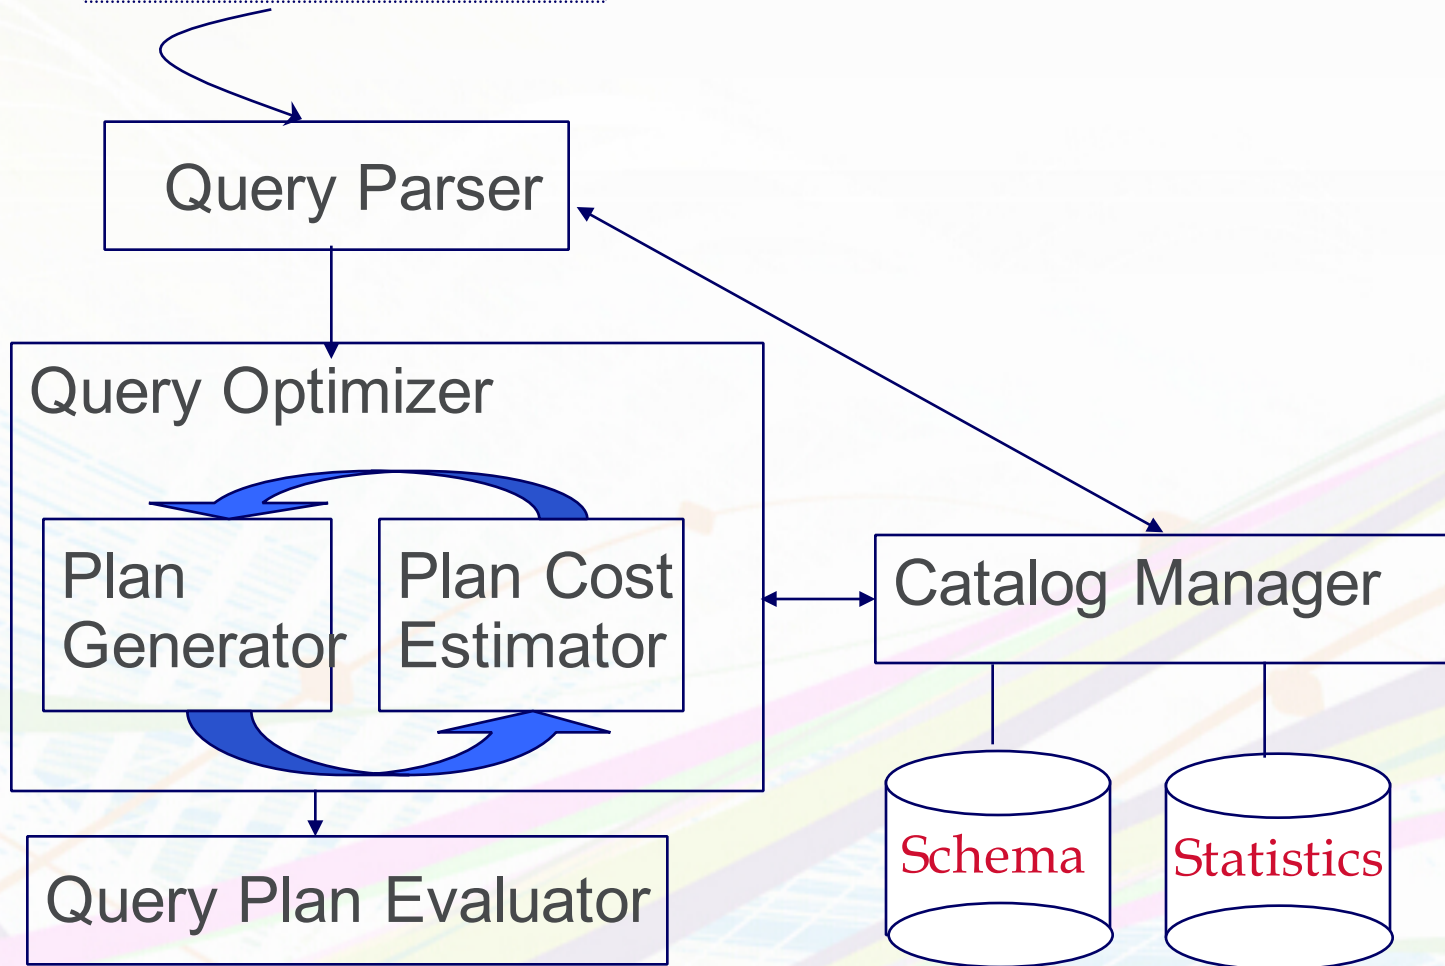 Query Parser
Query Optimizer
Plan
Generator
Plan Cost
Estimator
Catalog Manager
Schema
Statistics
Query Plan Evaluator